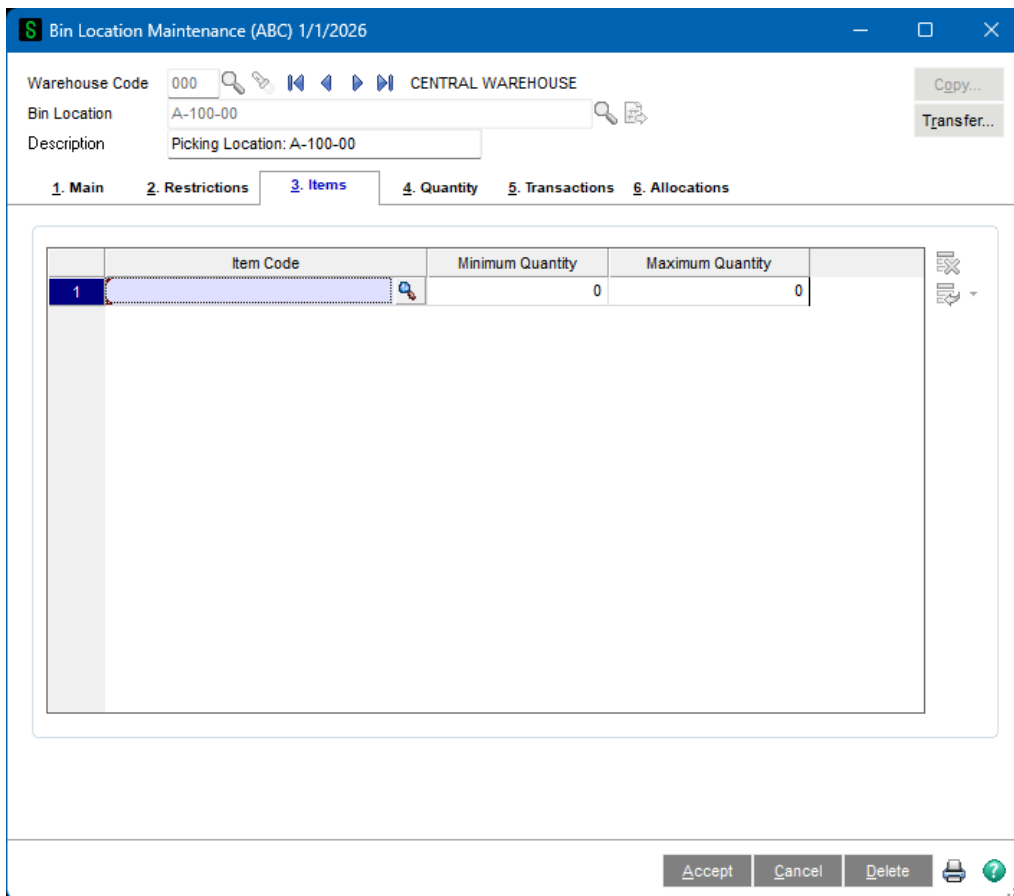 S Bin Location Maintenance (ABC) 1/1/2026
Warehouse Code 000 CENTRAL WAREHOUSE Copy...
Bin Location A-100-00 Transfer...
Description Picking Location: A-100-00
1. Main 2. Restrictions 3. Items 4. Quantity 5. Transactions 6. Allocations
Item Code Minimum Quantity Maximum Quantity
1 0 0
Accept Cancel Delete ?